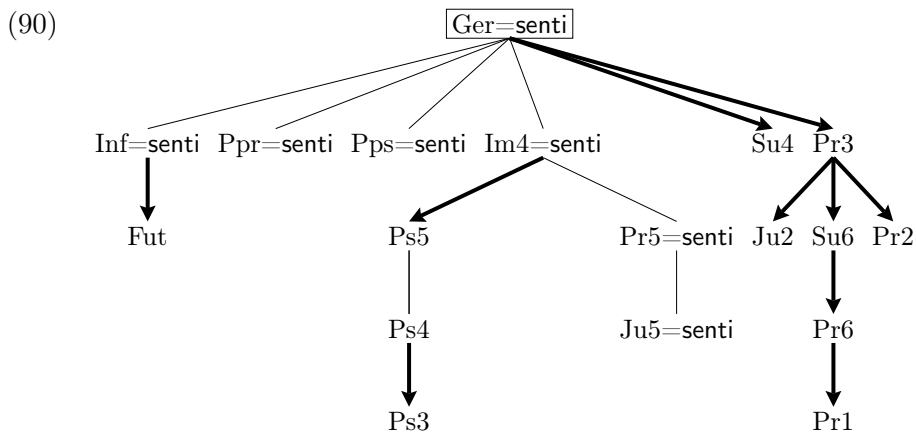 (90)
Ger=senti
Inf=senti Ppr=senti Pps=senti Im4=senti Su4 Pr3
Fut Ps5 Pr5=senti Ju2 Su6 Pr2
Ps4 Ju5=senti Pr6
Ps3 Pr1